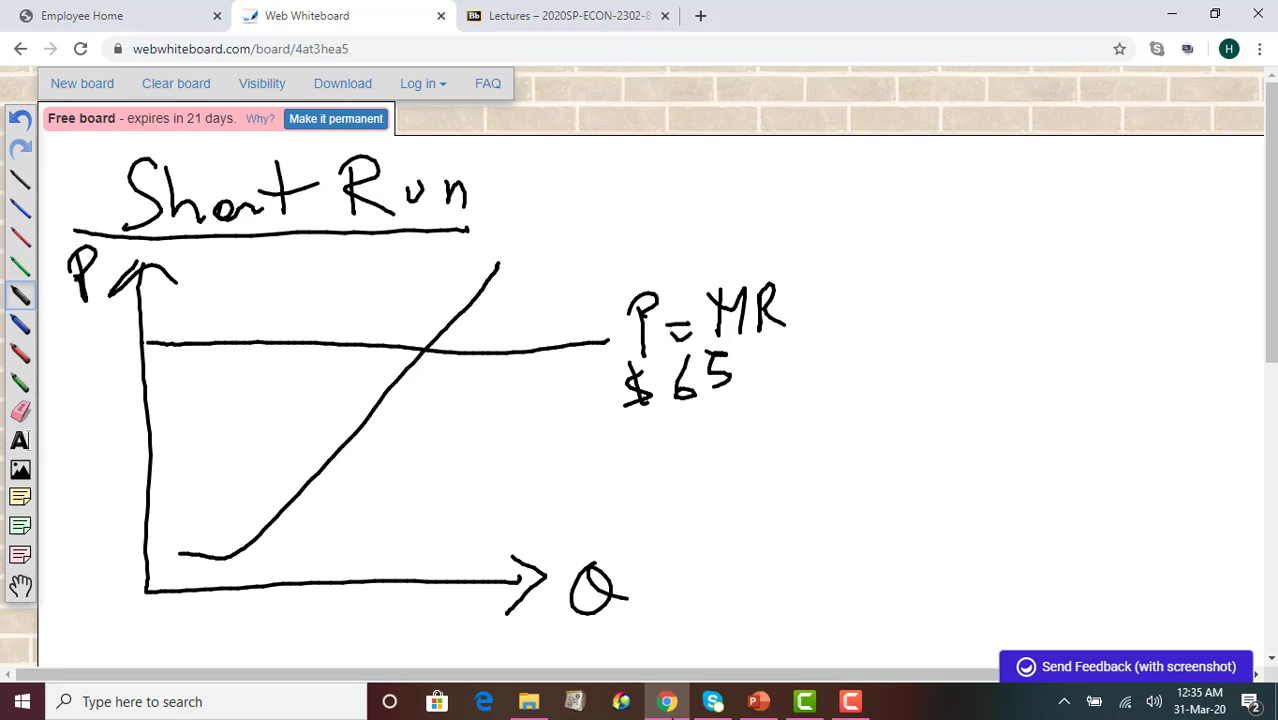 Employee Home
Web Whiteboard
Lectures – 2020SP-ECON-2302-8
webwhiteboard.com/board/4at3hea5
H
New board
Clear board
Visibility
Download
Log in
FAQ
Free board - expires in 21 days. Why? Make it permanent
Short Run
P
P = MR
$ 65
Q
A
Send Feedback (with screenshot)
Type here to search
12:35 AM
31-Mar-20
2